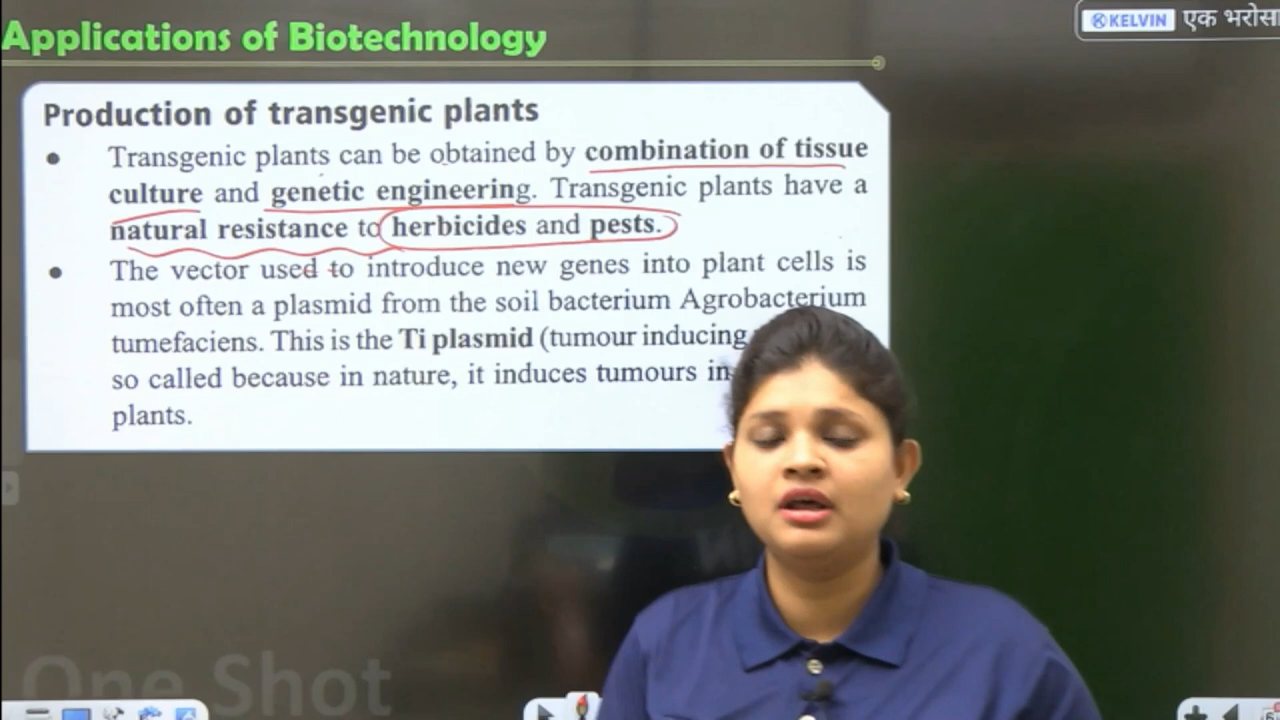 Applications of Biotechnology
KELVIN एक भरोसा
Production of transgenic plants
• Transgenic plants can be obtained by combination of tissue
culture and genetic engineering. Transgenic plants have a
natural resistance to herbicides and pests.
• The vector used to introduce new genes into plant cells is
most often a plasmid from the soil bacterium Agrobacterium
tumefaciens. This is the Ti plasmid (tumour inducing
so called because in nature, it induces tumours in
plants.
One Shot